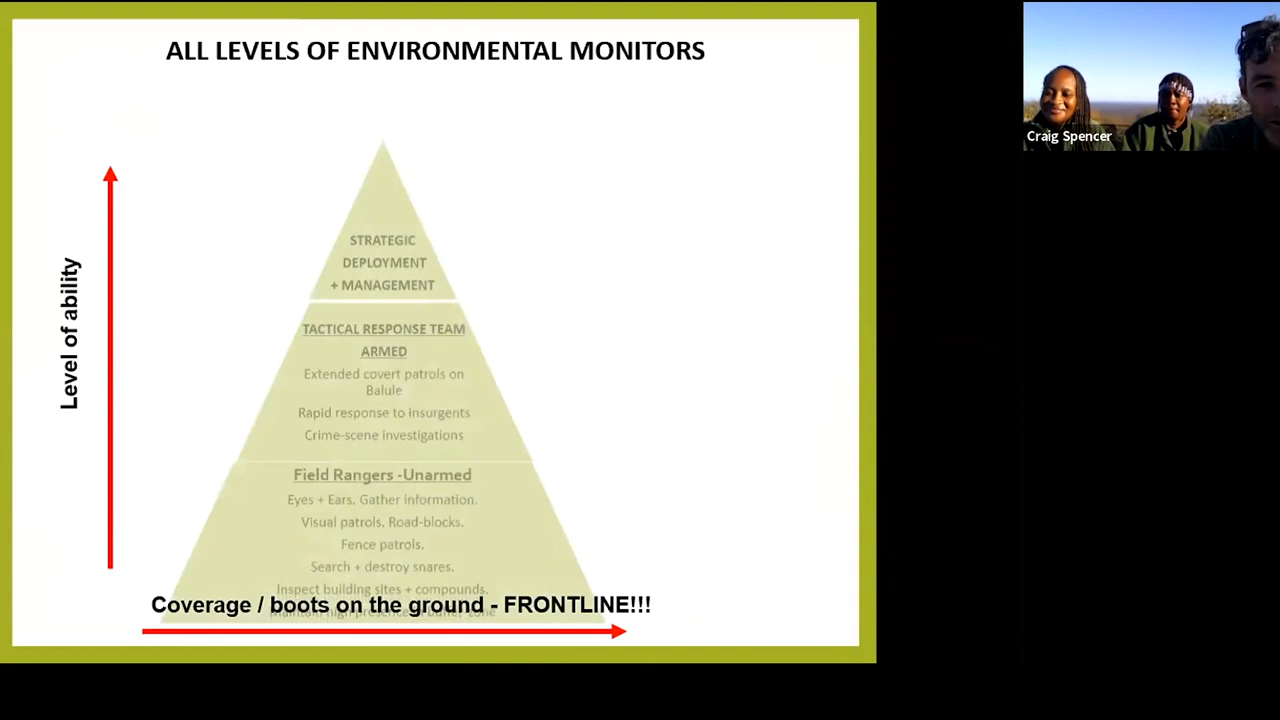 ALL LEVELS OF ENVIRONMENTAL MONITORS
Craig Spencer
Level of ability
STRATEGIC
DEPLOYMENT
+ MANAGEMENT
TACTICAL RESPONSE TEAM
ARMED
Extended covert patrols on
Balule
Rapid response to insurgents
Crime-scene investigations
Field Rangers -Unarmed
Eyes + Ears. Gather information.
Visual patrols. Road-blocks.
Fence patrols.
Search + destroy snares.
Inspect building sites + compounds.
Coverage / boots on the ground - FRONTLINE!!!